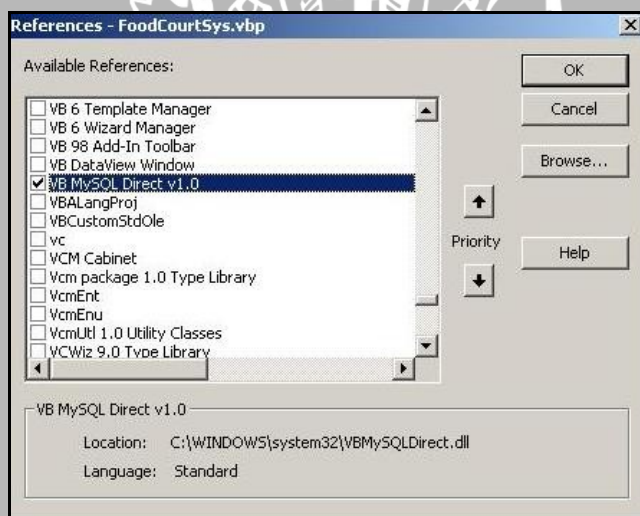 References - FoodCourtSys.vbp
Available References:
OK
Cancel
Browse...
VB 6 Template Manager
VB 6 Wizard Manager
VB 98 Add-In Toolbar
VB DataView Window
VB MySQL Direct v1.0
VBALangProj
VBCustomStdOle
vc
VCM Cabinet
Vcm package 1.0 Type Library
VcmEnt
VcmEnu
VcmUtl 1.0 Utility Classes
VCWiz 9.0 Type Library
Priority
Help
VB MySQL Direct v1.0
Location: C:\WINDOWS\system32\VBMySQLDirect.dll
Language: Standard